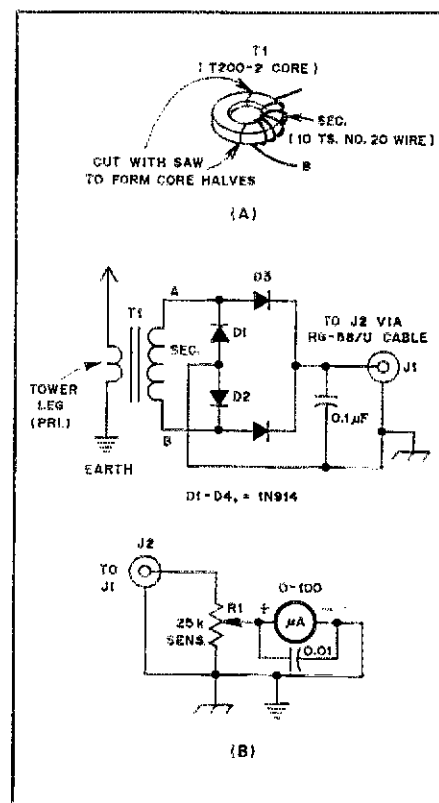 T1
(T200-2 CORE)
SEC.
(10 TS. NO. 20 WIRE)
B
CUT WITH SAW
TO FORM CORE HALVES
(A)
D3
A
T1
TO J2 VIA
RG-58/U CABLE
D1
SEC.
J1
TOWER
LEG
(PRI.)
D2
0.1µF
B
EARTH
D1-D4, = 1N914
J2
TO
J1
0-100
R1
+
µA
25k
SENS.
0.01
(B)